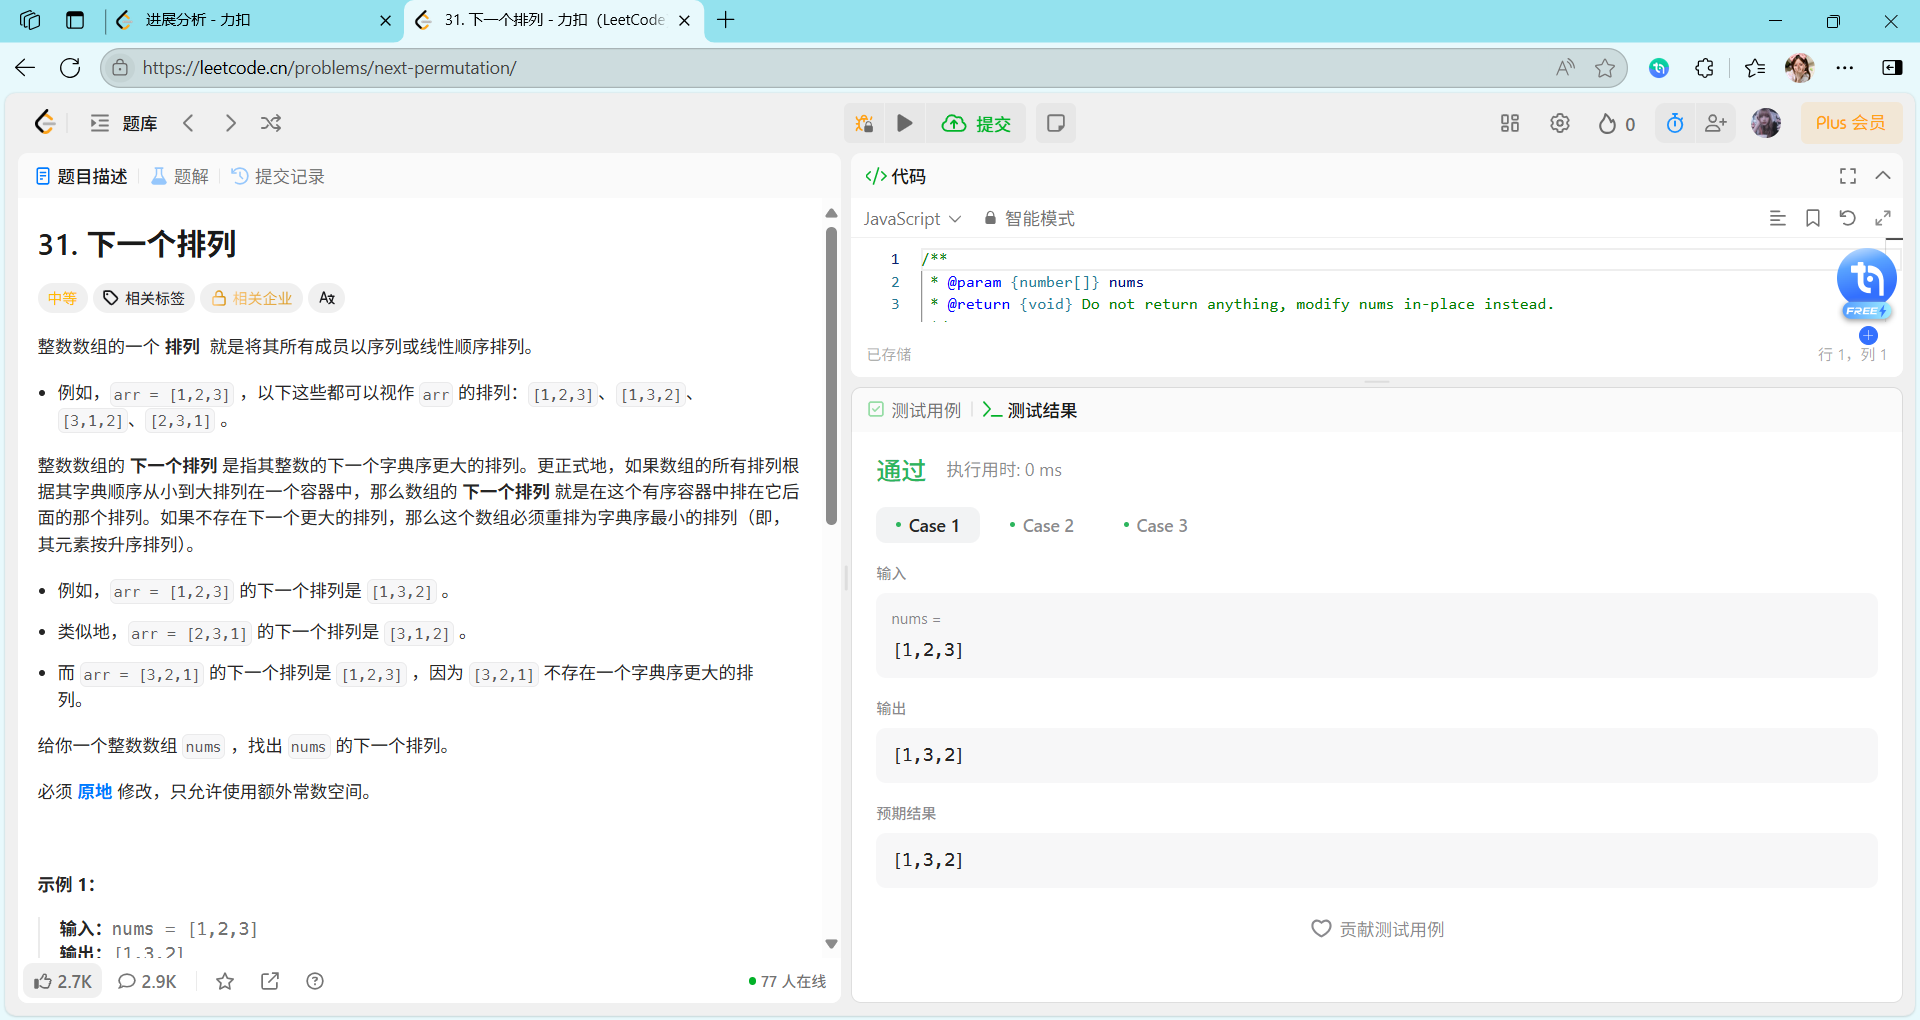 进展分析 - 力扣
31. 下一个排列 - 力扣（LeetCode
https://leetcode.cn/problems/next-permutation/
题库
提交
0
Plus 会员
题目描述
题解
提交记录
31. 下一个排列
中等
相关标签
相关企业
整数数组的一个 排列 就是将其所有成员以序列或线性顺序排列。
例如，arr = [1,2,3] ，以下这些都可以视作 arr 的排列：[1,2,3]、[1,3,2]、
[3,1,2]、[2,3,1] 。
整数数组的 下一个排列 是指其整数的下一个字典序更大的排列。更正式地，如果数组的所有排列根
据其字典顺序从小到大排列在一个容器中，那么数组的 下一个排列 就是在这个有序容器中排在它后
面的那个排列。如果不存在下一个更大的排列，那么这个数组必须重排为字典序最小的排列（即，
其元素按升序排列）。
例如，arr = [1,2,3] 的下一个排列是 [1,3,2] 。
类似地，arr = [2,3,1] 的下一个排列是 [3,1,2] 。
而 arr = [3,2,1] 的下一个排列是 [1,2,3] ，因为 [3,2,1] 不存在一个字典序更大的排
列。
给你一个整数数组 nums ，找出 nums 的下一个排列。
必须 原地 修改，只允许使用额外常数空间。
示例 1：
输入：nums = [1,2,3]
输出：[1,3,2]
2.7K
2.9K
77 人在线
</> 代码
JavaScript
智能模式
1 /**
2 * @param {number[]} nums
3 * @return {void} Do not return anything, modify nums in-place instead.
FREE
已存储
行 1，列 1
测试用例
测试结果
通过
执行用时: 0 ms
Case 1
Case 2
Case 3
输入
nums =
[1,2,3]
输出
[1,3,2]
预期结果
[1,3,2]
贡献测试用例